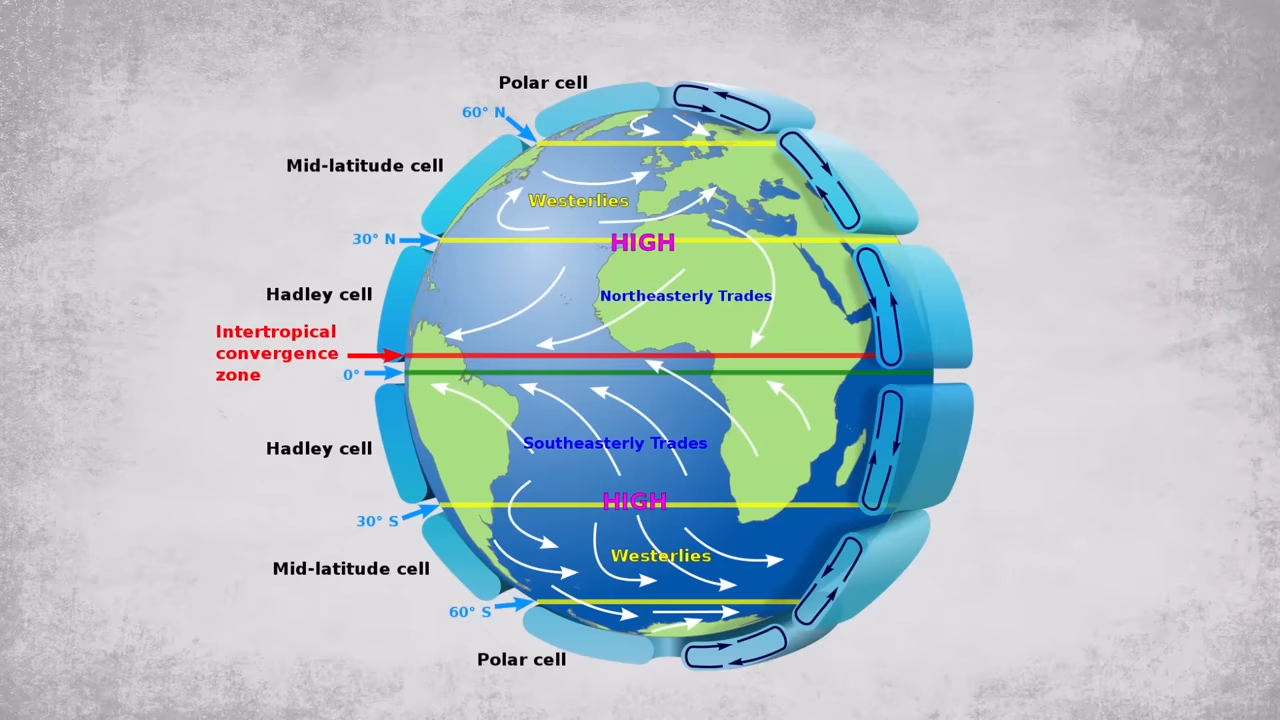 Polar cell
60° N
Mid-latitude cell
Westerlies
30° N
HIGH
Hadley cell
Northeasterly Trades
Intertropical
convergence
zone
0°
Hadley cell
Southeasterly Trades
HIGH
30° S
Westerlies
Mid-latitude cell
60° S
Polar cell